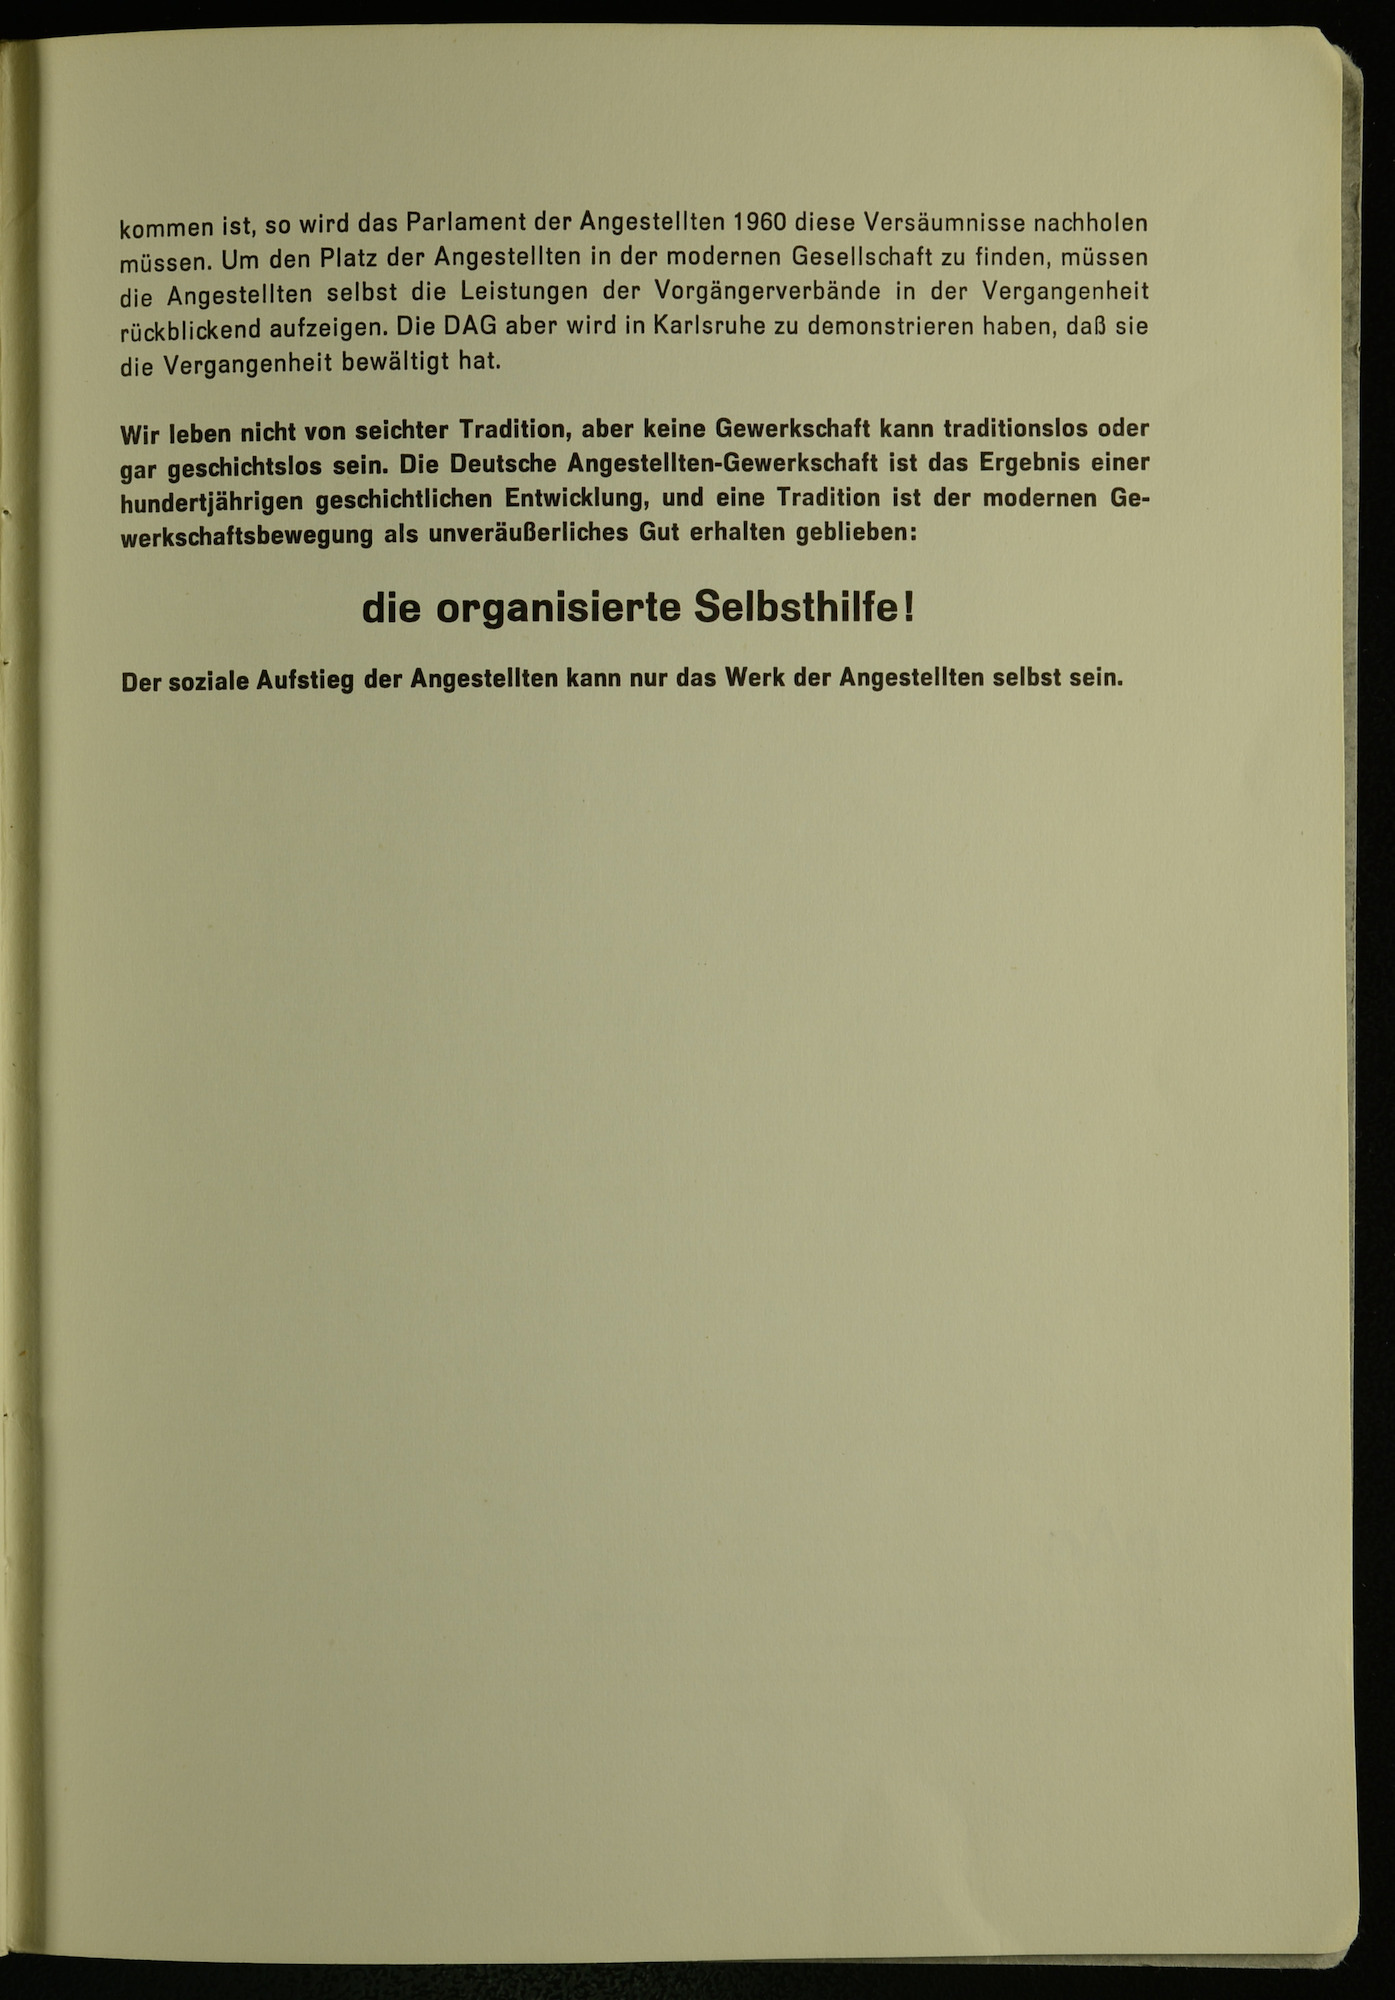 kommen ist, so wird das Parlament der Angestellten 1960 diese Versäumnisse nachholen
müssen. Um den Platz der Angestellten in der modernen Gesellschaft zu finden, müssen
die Angestellten selbst die Leistungen der Vorgängerverbände in der Vergangenheit
rückblickend aufzeigen. Die DAG aber wird in Karlsruhe zu demonstrieren haben, daß sie
die Vergangenheit bewältigt hat.
Wir leben nicht von seichter Tradition, aber keine Gewerkschaft kann traditionslos oder
gar geschichtslos sein. Die Deutsche Angestellten-Gewerkschaft ist das Ergebnis einer
hundertjährigen geschichtlichen Entwicklung, und eine Tradition ist der modernen Ge-
werkschaftsbewegung als unveräußerliches Gut erhalten geblieben:
die organisierte Selbsthilfe!
Der soziale Aufstieg der Angestellten kann nur das Werk der Angestellten selbst sein.